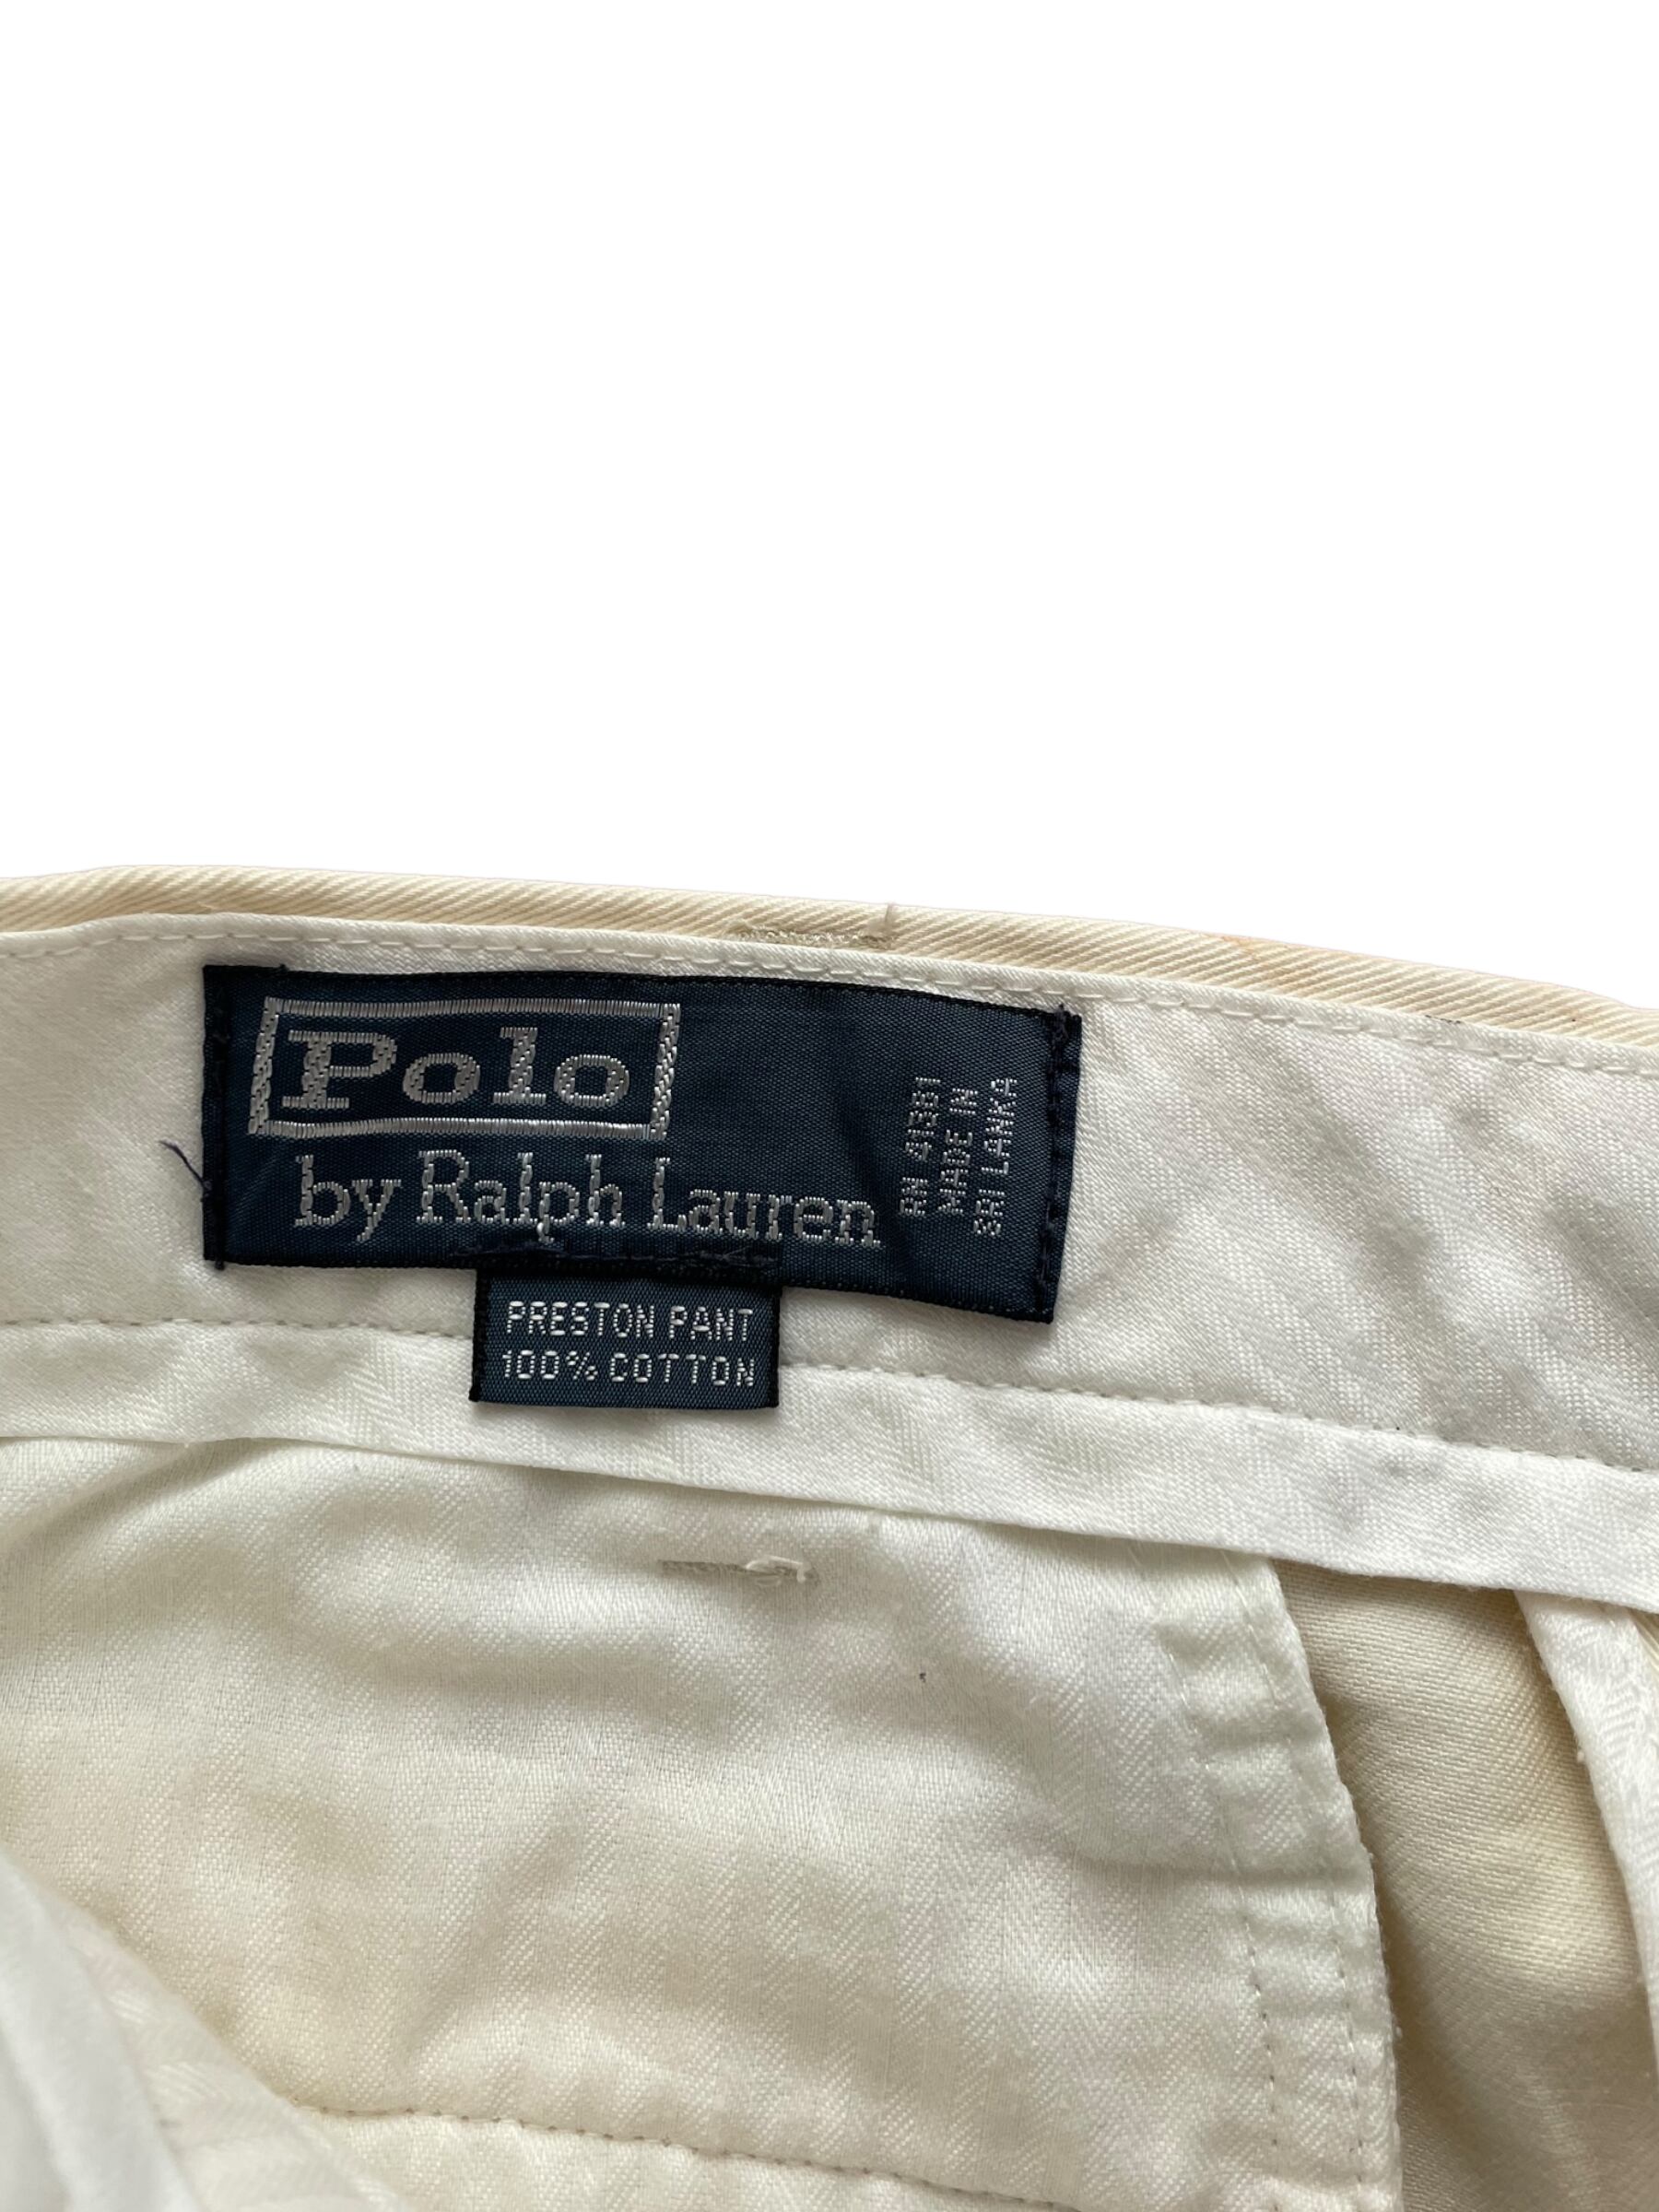 Polo
by Ralph Lauren
RN 41381
MADE IN
SRI LANKA
PRESTON PANT
100% COTTON